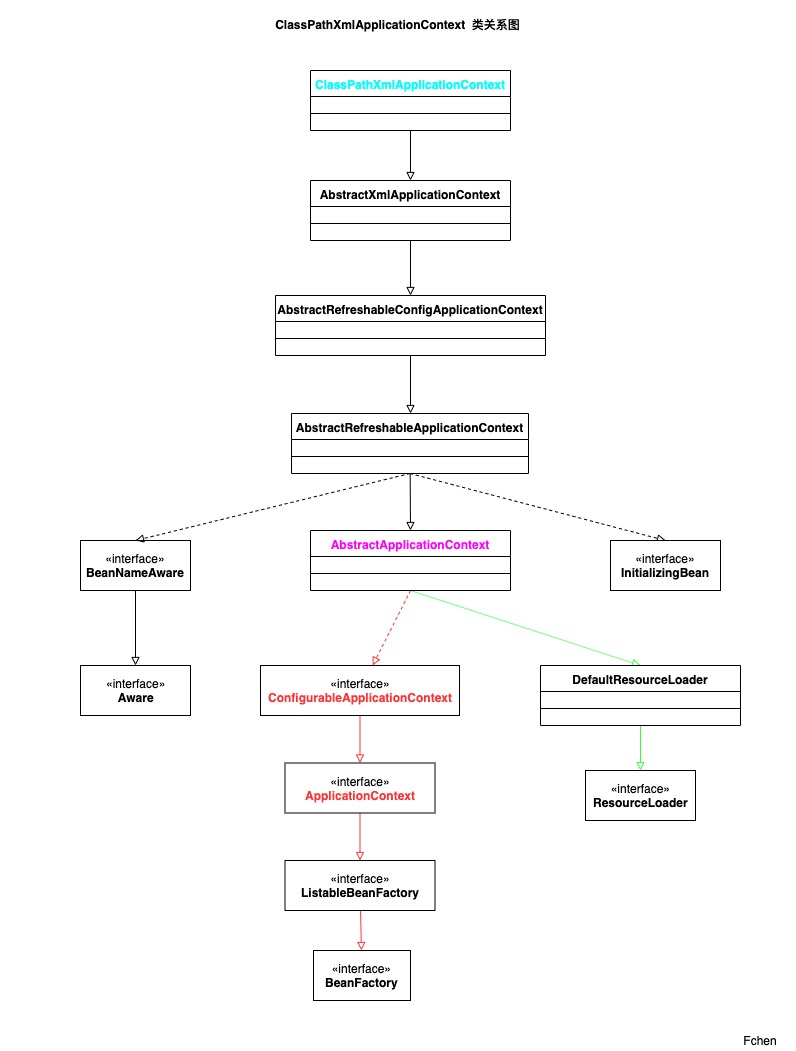 ClassPathXmlApplicationContext 类关系图
ClassPathXmlApplicationContext
AbstractXmlApplicationContext
AbstractRefreshableConfigApplicationContext
AbstractRefreshableApplicationContext
«interface»
BeanNameAware
AbstractApplicationContext
«interface»
InitializingBean
«interface»
Aware
«interface»
ConfigurableApplicationContext
DefaultResourceLoader
«interface»
ApplicationContext
«interface»
ResourceLoader
«interface»
ListableBeanFactory
«interface»
BeanFactory
Fchen